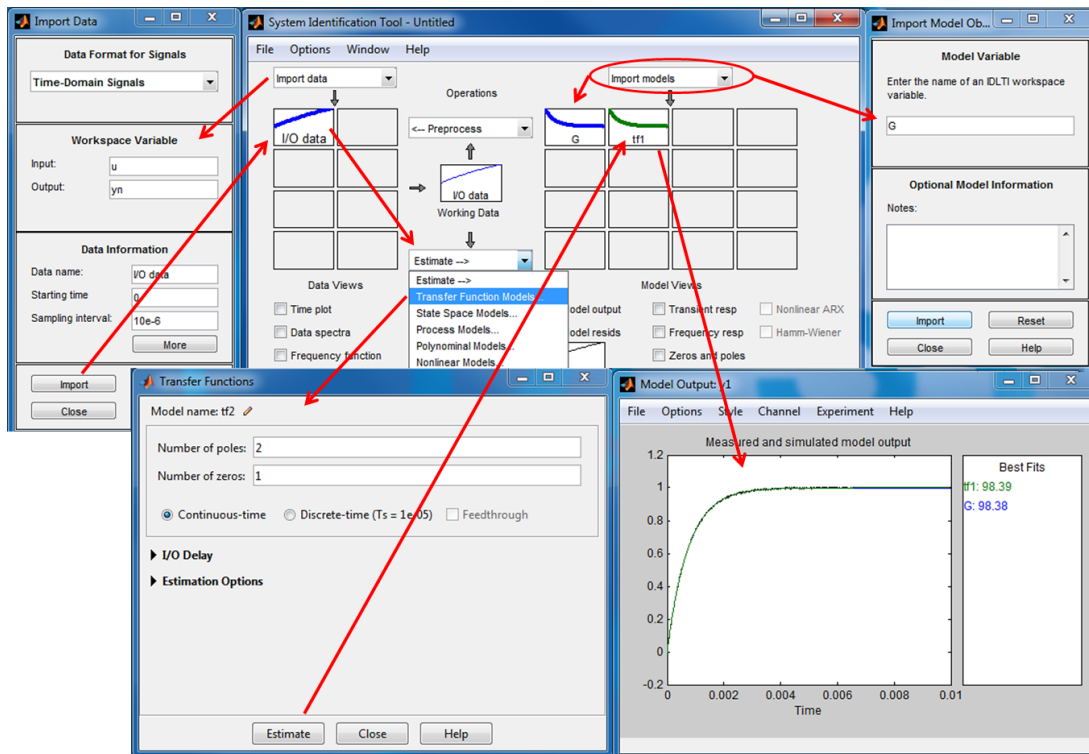 Import Data
Data Format for Signals
Time-Domain Signals
Workspace Variable
Input: u
Output: yn
Data Information
Data name: I/O data
Starting time 0
Sampling interval: 10e-6
More
Import
Close
System Identification Tool - Untitled
File Options Window Help
Import data
Import models
Operations
I/O data
<-- Preprocess
G
tf1
I/O data
Working Data
Estimate -->
Estimate -->
Transfer Function Models...
State Space Models...
Process Models...
Polynominal Models...
Nonlinear Models...
Data Views
Time plot
Data spectra
Frequency function
Model Views
odel output
Transient resp
Nonlinear ARX
odel resids
Frequency resp
Hamm-Wiener
Zeros and poles
Import Model Ob...
Model Variable
Enter the name of an IDLTI workspace
variable.
G
Optional Model Information
Notes:
Import
Reset
Close
Help
Transfer Functions
Model name: tf2
Number of poles: 2
Number of zeros: 1
Continuous-time
Discrete-time (Ts = 1e-05)
Feedthrough
I/O Delay
Estimation Options
Estimate
Close
Help
Model Output: y1
File Options Style Channel Experiment Help
Measured and simulated model output
1.2
1
0.8
0.6
0.4
0.2
0
-0.2
0 0.002 0.004 0.006 0.008 0.01
Time
Best Fits
tf1: 98.39
G: 98.38